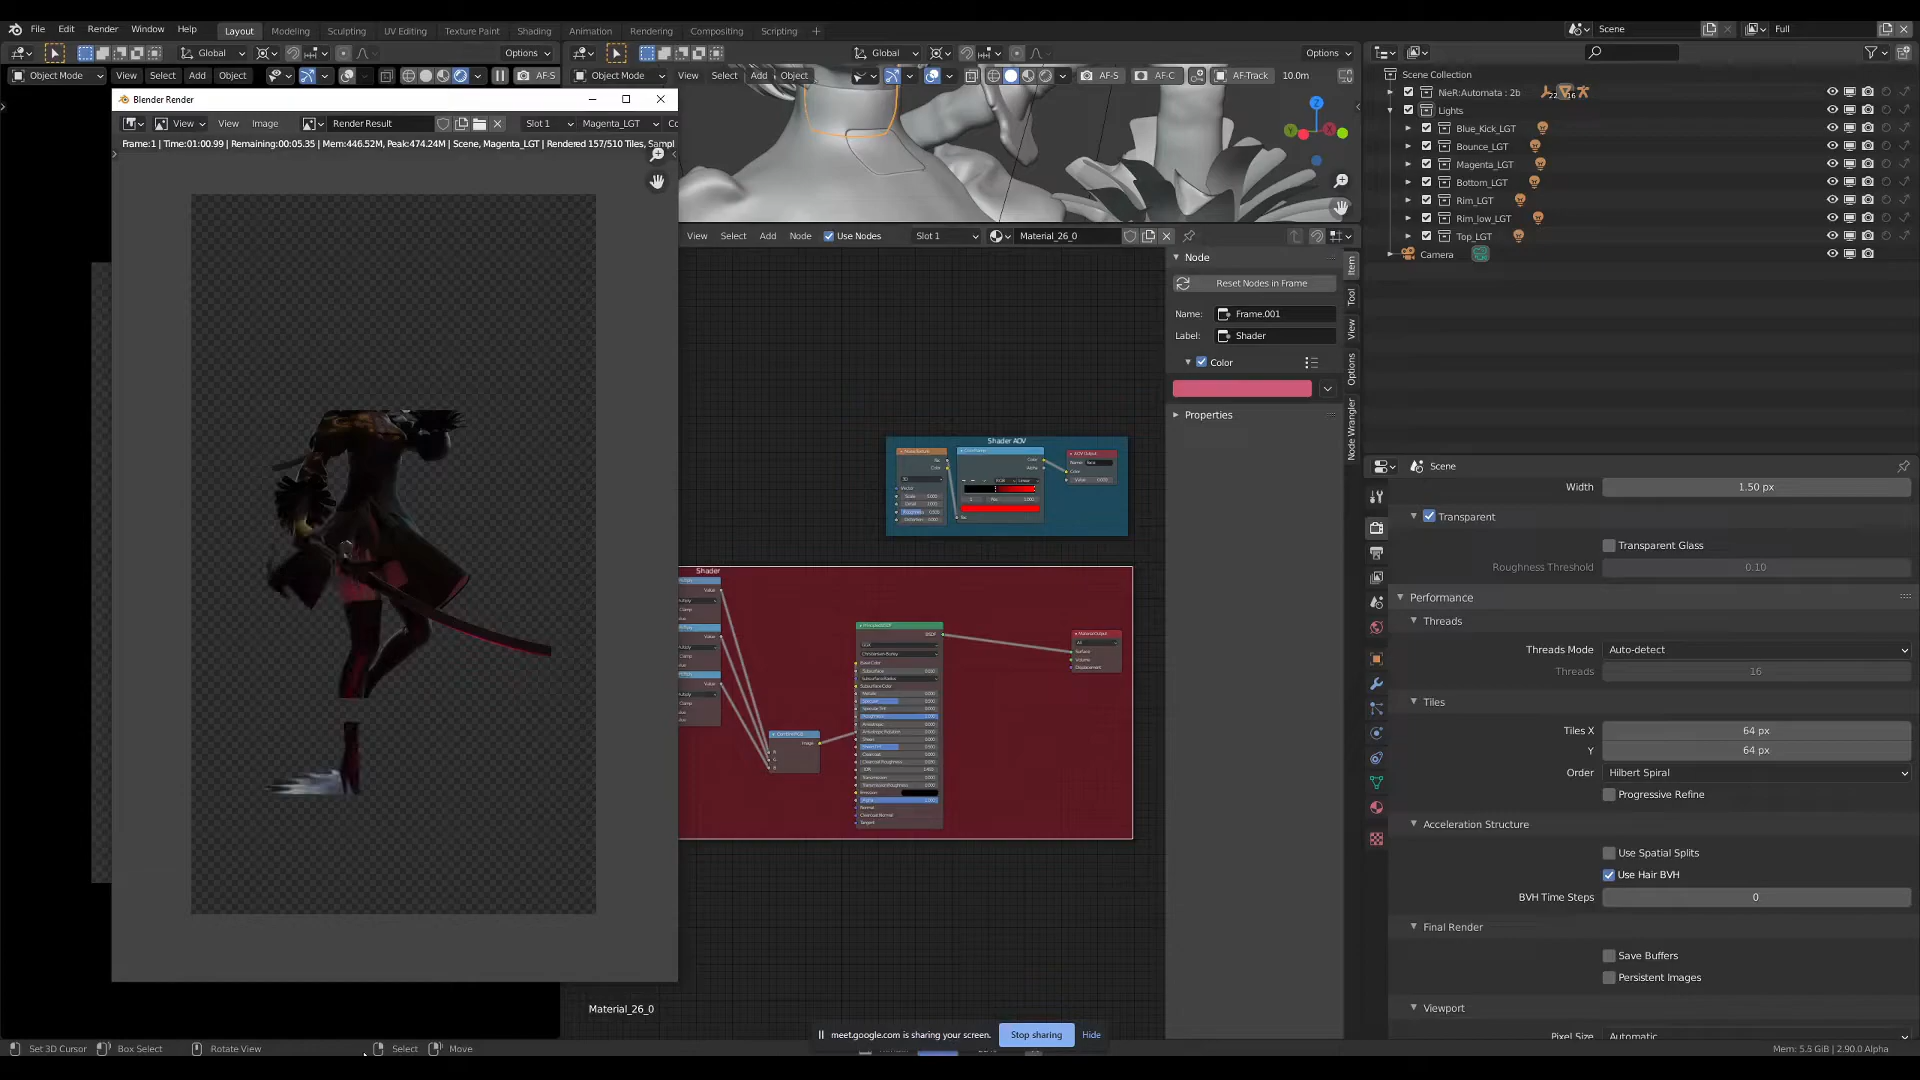 File Edit Render Window Help Layout Modeling Sculpting UV Editing Texture Paint Shading Animation Rendering Compositing Scripting + Scene Full
Global Options Global Options
Object Mode View Select Add Object AF-S Object Mode View Select Add Object AF-S AF-C AF-Track 10.0m
Scene Collection
NieR:Automata : 2b
Lights
Blue_Kick_LGT
Bounce_LGT
Magenta_LGT
Bottom_LGT
Rim_LGT
Rim_low_LGT
Top_LGT
Camera
Blender Render
View View Image Render Result Slot 1 Magenta_LGT Co
Frame:1 | Time:01:00.99 | Remaining:00:05.35 | Mem:446.52M, Peak:474.24M | Scene, Magenta_LGT | Rendered 157/510 Tiles, Sampl
Z
View Select Add Node Use Nodes Slot 1 Material_26_0
Node
Reset Nodes in Frame
Name: Frame.001
Label: Shader
Color
Properties
Item
Tool
View
Options
Node Wrangler
Shader AOV
Shader
Material_26_0
Scene
Width 1.50 px
Transparent
Transparent Glass
Roughness Threshold 0.10
Performance
Threads
Threads Mode Auto-detect
Threads 16
Tiles
Tiles X 64 px
Y 64 px
Order Hilbert Spiral
Progressive Refine
Acceleration Structure
Use Spatial Splits
Use Hair BVH
BVH Time Steps 0
Final Render
Save Buffers
Persistent Images
Viewport
Pixel Size Automatic
meet.google.com is sharing your screen. Stop sharing Hide
Set 3D Cursor Box Select Rotate View Select Move
Mem: 5.5 GiB | 2.90.0 Alpha